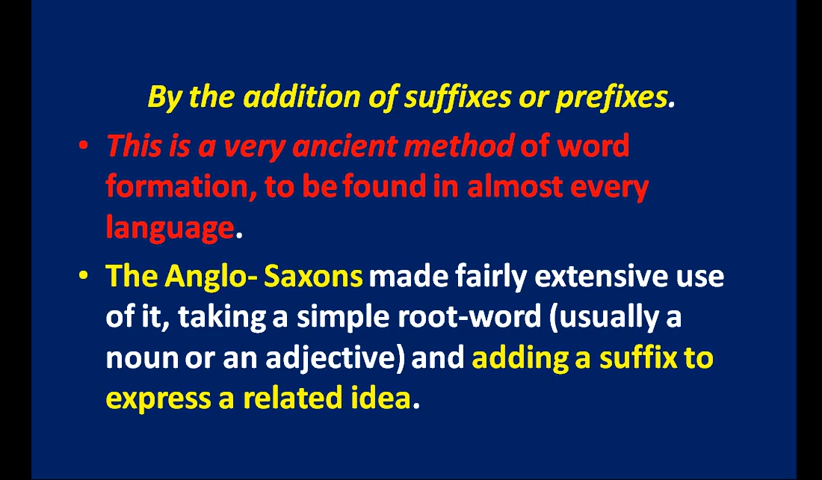 By the addition of suffixes or prefixes.
• This is a very ancient method of word
formation, to be found in almost every
language.
• The Anglo- Saxons made fairly extensive use
of it, taking a simple root-word (usually a
noun or an adjective) and adding a suffix to
express a related idea.